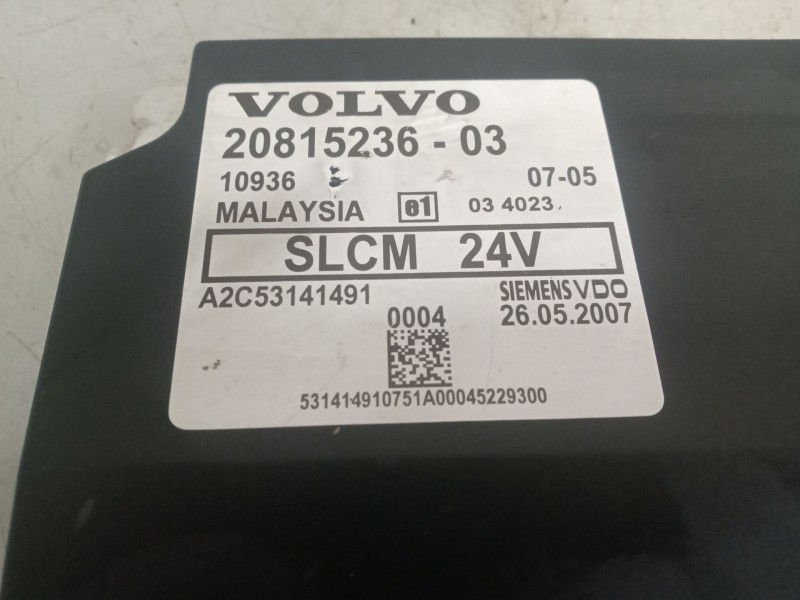 VOLVO
20815236 - 03
10936 07-05
MALAYSIA e1 03 4023
SLCM 24V
A2C53141491 SIEMENS VDO
0004 26.05.2007
531414910751A00045229300